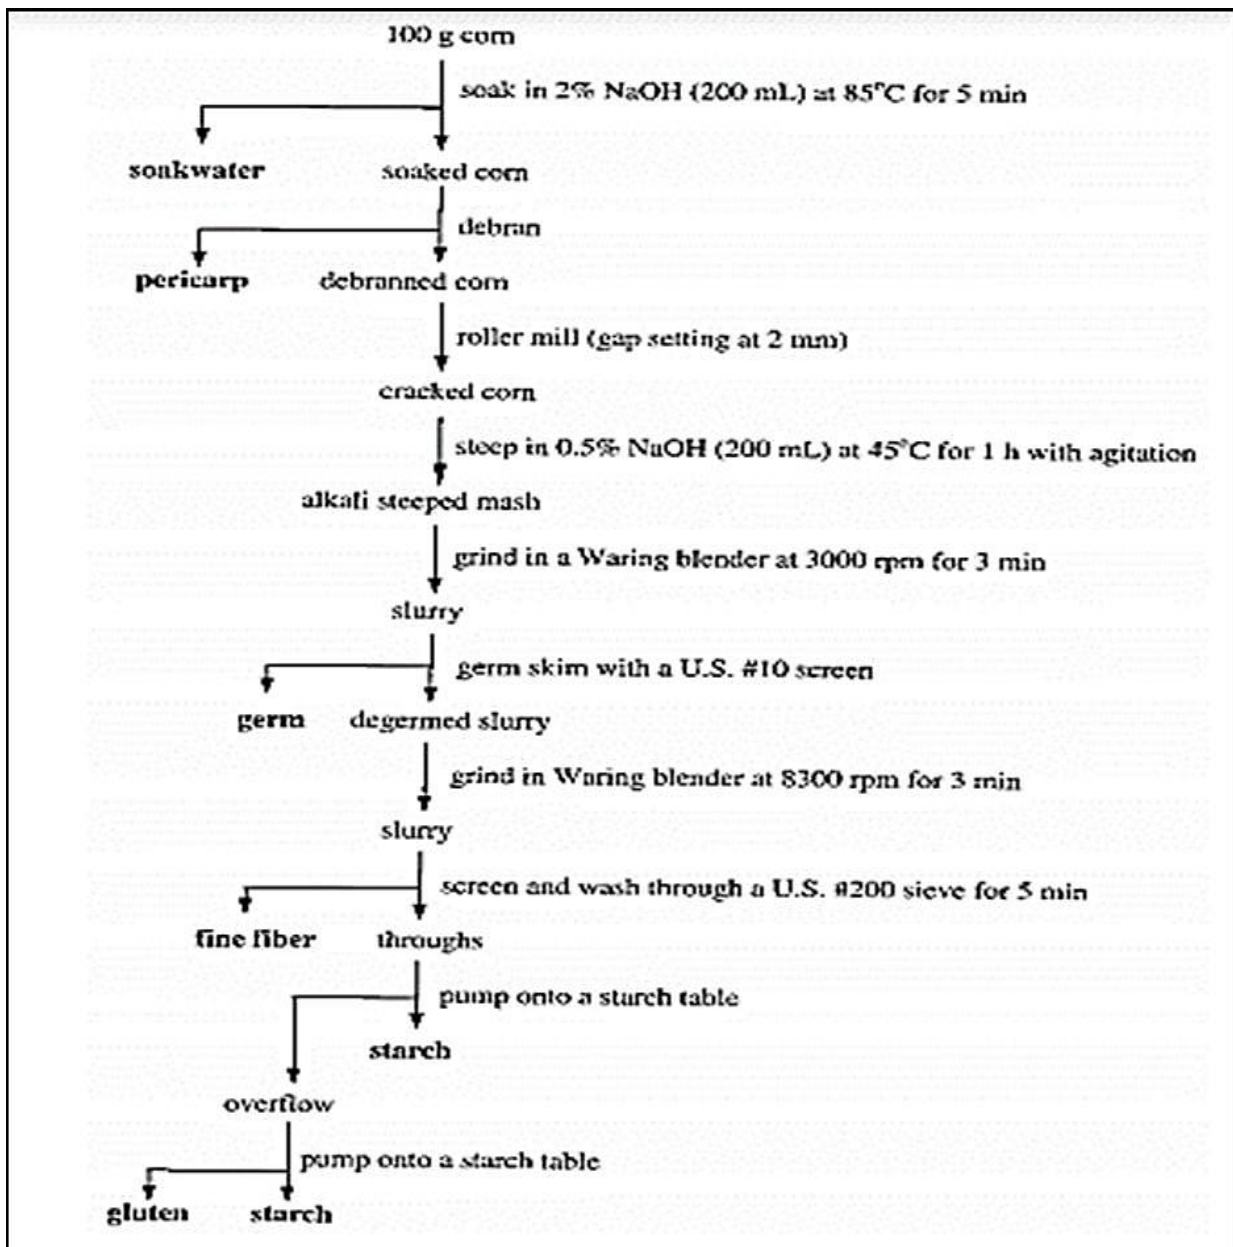 100 g corn
soak in 2% NaOH (200 mL) at 85°C for 5 min
soakwater soaked corn
debran
pericarp debranned corn
roller mill (gap setting at 2 mm)
cracked corn
steep in 0.5% NaOH (200 mL) at 45°C for 1 h with agitation
alkali steeped mash
grind in a Waring blender at 3000 rpm for 3 min
slurry
germ skim with a U.S. #10 screen
germ degermed slurry
grind in Waring blender at 8300 rpm for 3 min
slurry
screen and wash through a U.S. #200 sieve for 5 min
fine fiber throughs
pump onto a starch table
starch
overflow
pump onto a starch table
gluten starch